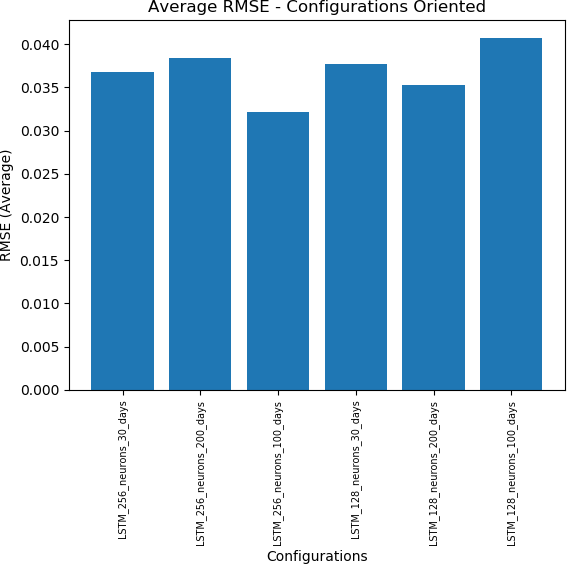 Average RMSE - Configurations Oriented
RMSE (Average)
0.040
0.035
0.030
0.025
0.020
0.015
0.010
0.005
0.000
LSTM_256_neurons_30_days
LSTM_256_neurons_200_days
LSTM_256_neurons_100_days
LSTM_128_neurons_30_days
LSTM_128_neurons_200_days
LSTM_128_neurons_100_days
Configurations